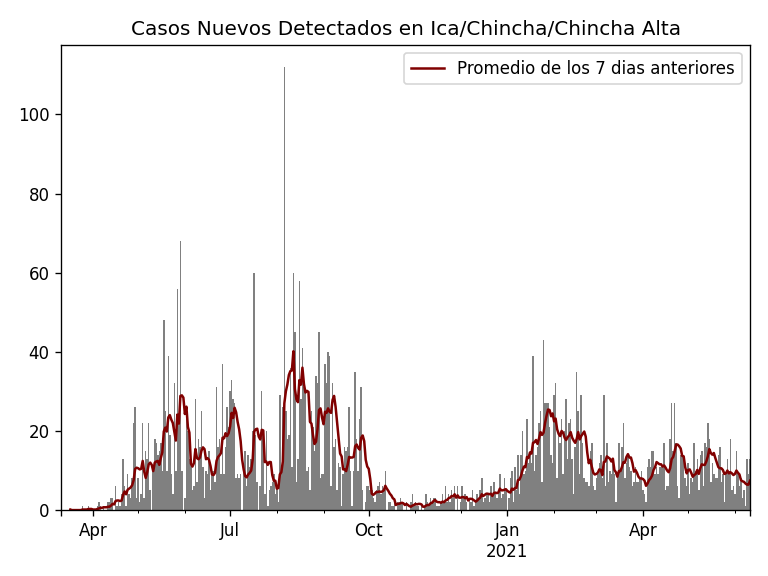 Casos Nuevos Detectados en Ica/Chincha/Chincha Alta
Promedio de los 7 dias anteriores
100
80
60
40
20
0
Apr Jul Oct Jan Apr
2021